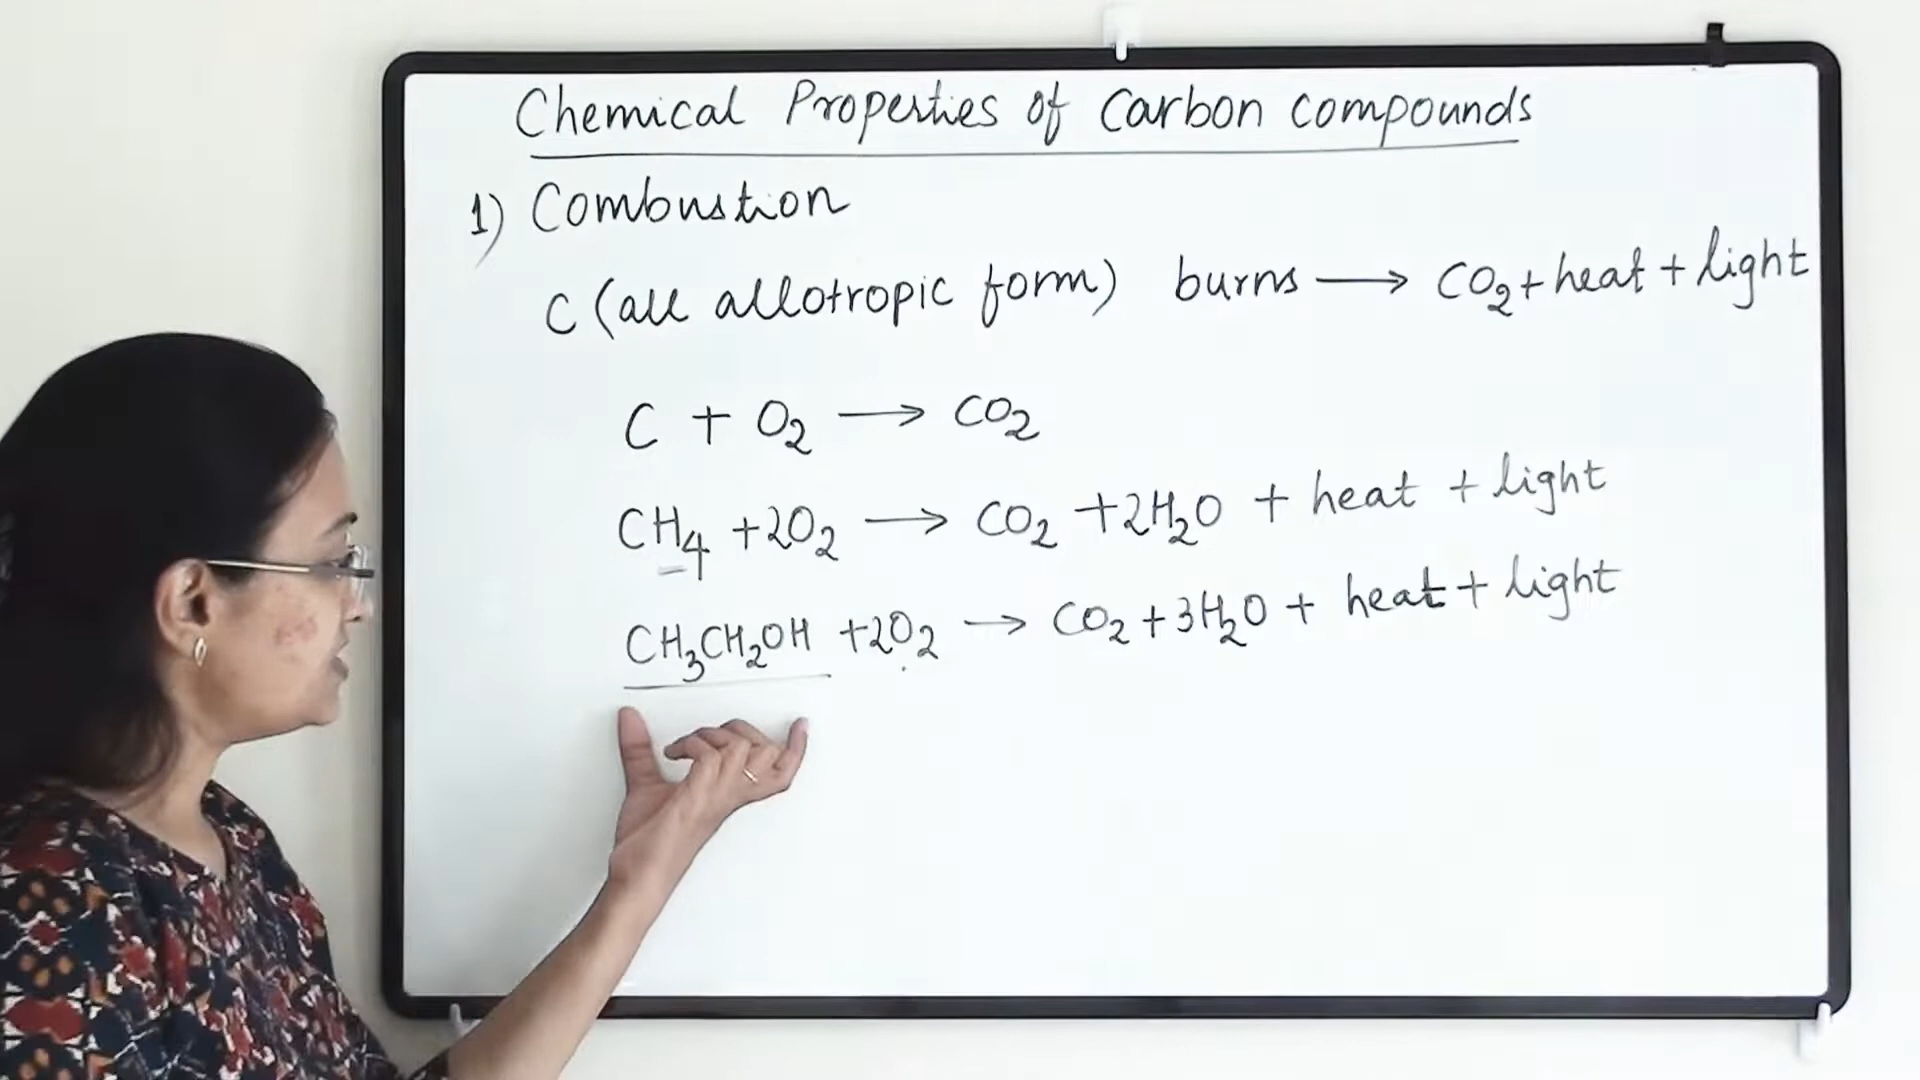 Chemical Properties of Carbon compounds
1) Combustion
C (all allotropic form) burns → CO₂ + heat + light
C + O₂ → CO₂
CH₄ + 2O₂ → CO₂ + 2H₂O + heat + light
CH₃CH₂OH + 2O₂ → CO₂ + 3H₂O + heat + light